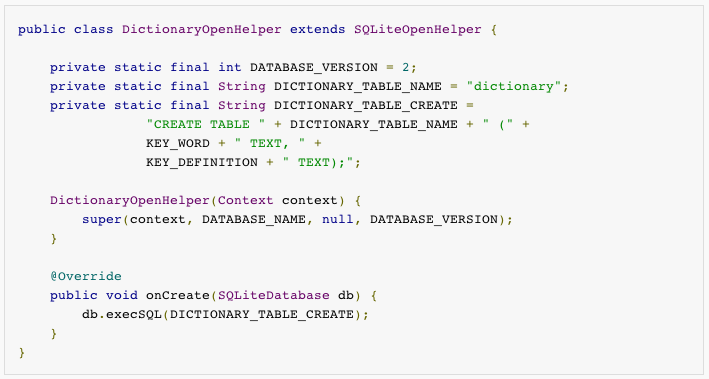 public class DictionaryOpenHelper extends SQLiteOpenHelper {
    private static final int DATABASE_VERSION = 2;
    private static final String DICTIONARY_TABLE_NAME = "dictionary";
    private static final String DICTIONARY_TABLE_CREATE =
                "CREATE TABLE " + DICTIONARY_TABLE_NAME + " (" +
                KEY_WORD + " TEXT, " +
                KEY_DEFINITION + " TEXT);";
    DictionaryOpenHelper(Context context) {
        super(context, DATABASE_NAME, null, DATABASE_VERSION);
    }
    @Override
    public void onCreate(SQLiteDatabase db) {
        db.execSQL(DICTIONARY_TABLE_CREATE);
    }
}